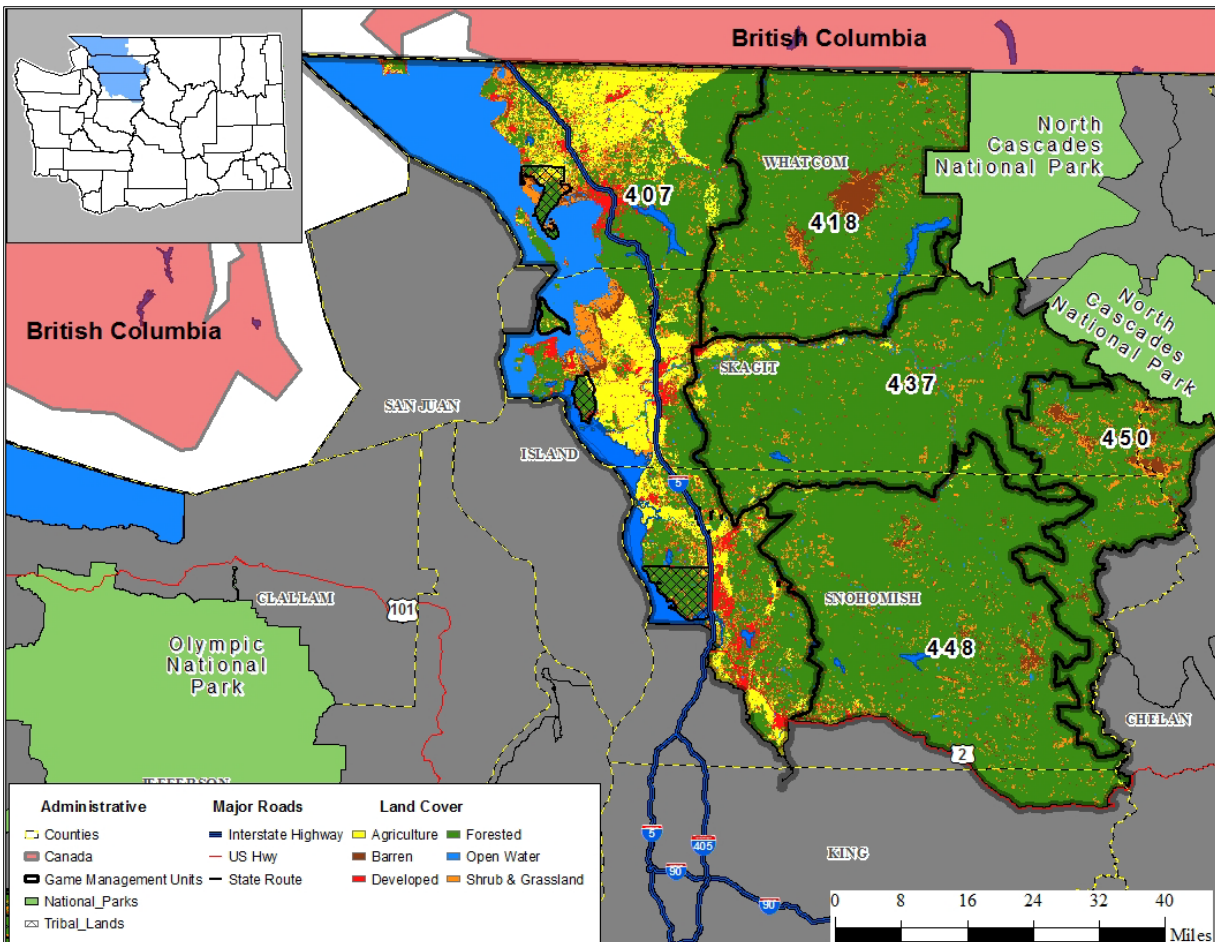 British Columbia
North
Cascades
National Park
WHATCOM
407
418
North
Cascades
National Park
British Columbia
SKAGIT
437
SAN JUAN
450
ISLAND
5
CLALLAM
101
SNOHOMISH
Olympic
National
Park
448
CHELAN
2
JEFFERSON
KING
5
405
90
90
Administrative
Counties
Canada
Game Management Units
National_Parks
Tribal_Lands
Major Roads
Interstate Highway
US Hwy
State Route
Land Cover
Agriculture
Barren
Developed
Forested
Open Water
Shrub & Grassland
0 8 16 24 32 40
Miles